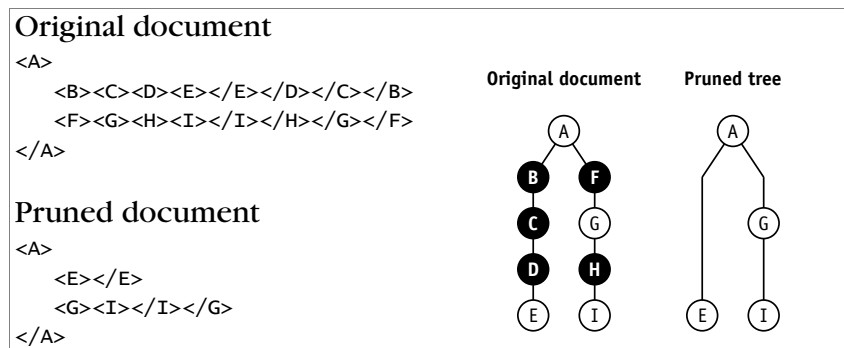 Original document
<A>
<B><C><D><E></E></D></C></B>
<F><G><H><I></I></H></G></F>
</A>
Pruned document
<A>
<E></E>
<G><I></I></G>
</A>
Original document
A
B F
C G
D H
E I
Pruned tree
A
G
E I